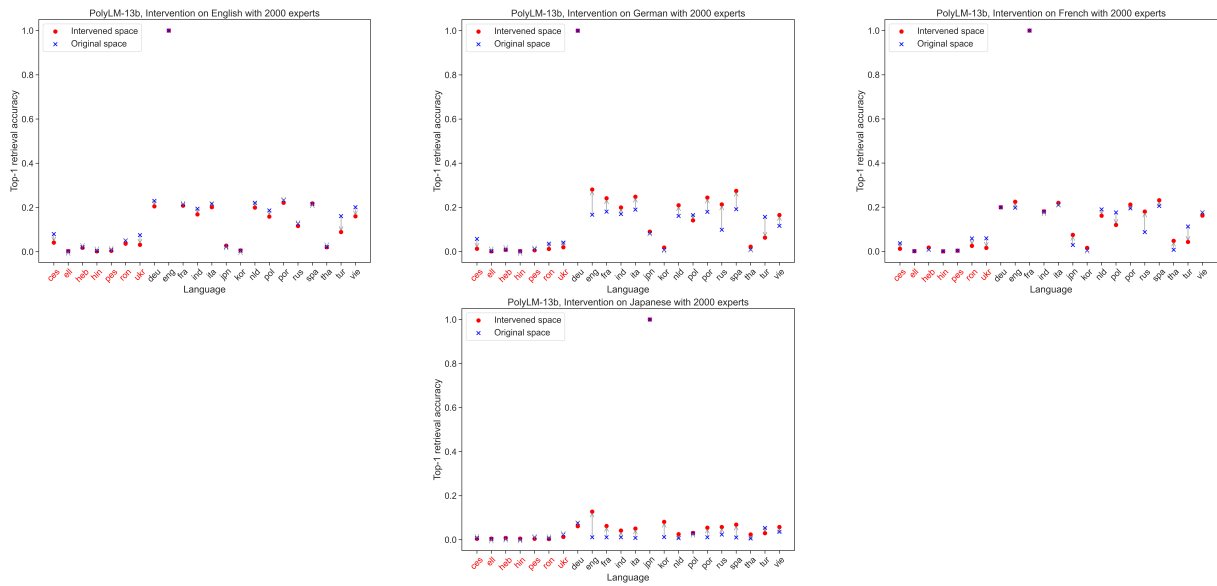 PolyLM-13b, Intervention on English with 2000 experts
Intervened space
Original space
Top-1 retrieval accuracy
1.0
0.8
0.6
0.4
0.2
0.0
ces ell heb hin pes ron ukr deu eng fra ind ita jpn kor nld pol por rus spa tha tur vie
Language
PolyLM-13b, Intervention on German with 2000 experts
Intervened space
Original space
Top-1 retrieval accuracy
1.0
0.8
0.6
0.4
0.2
0.0
ces ell heb hin pes ron ukr deu eng fra ind ita jpn kor nld pol por rus spa tha tur vie
Language
PolyLM-13b, Intervention on French with 2000 experts
Intervened space
Original space
Top-1 retrieval accuracy
1.0
0.8
0.6
0.4
0.2
0.0
ces ell heb hin pes ron ukr deu eng fra ind ita jpn kor nld pol por rus spa tha tur vie
Language
PolyLM-13b, Intervention on Japanese with 2000 experts
Intervened space
Original space
Top-1 retrieval accuracy
1.0
0.8
0.6
0.4
0.2
0.0
ces ell heb hin pes ron ukr deu eng fra ind ita jpn kor nld pol por rus spa tha tur vie
Language